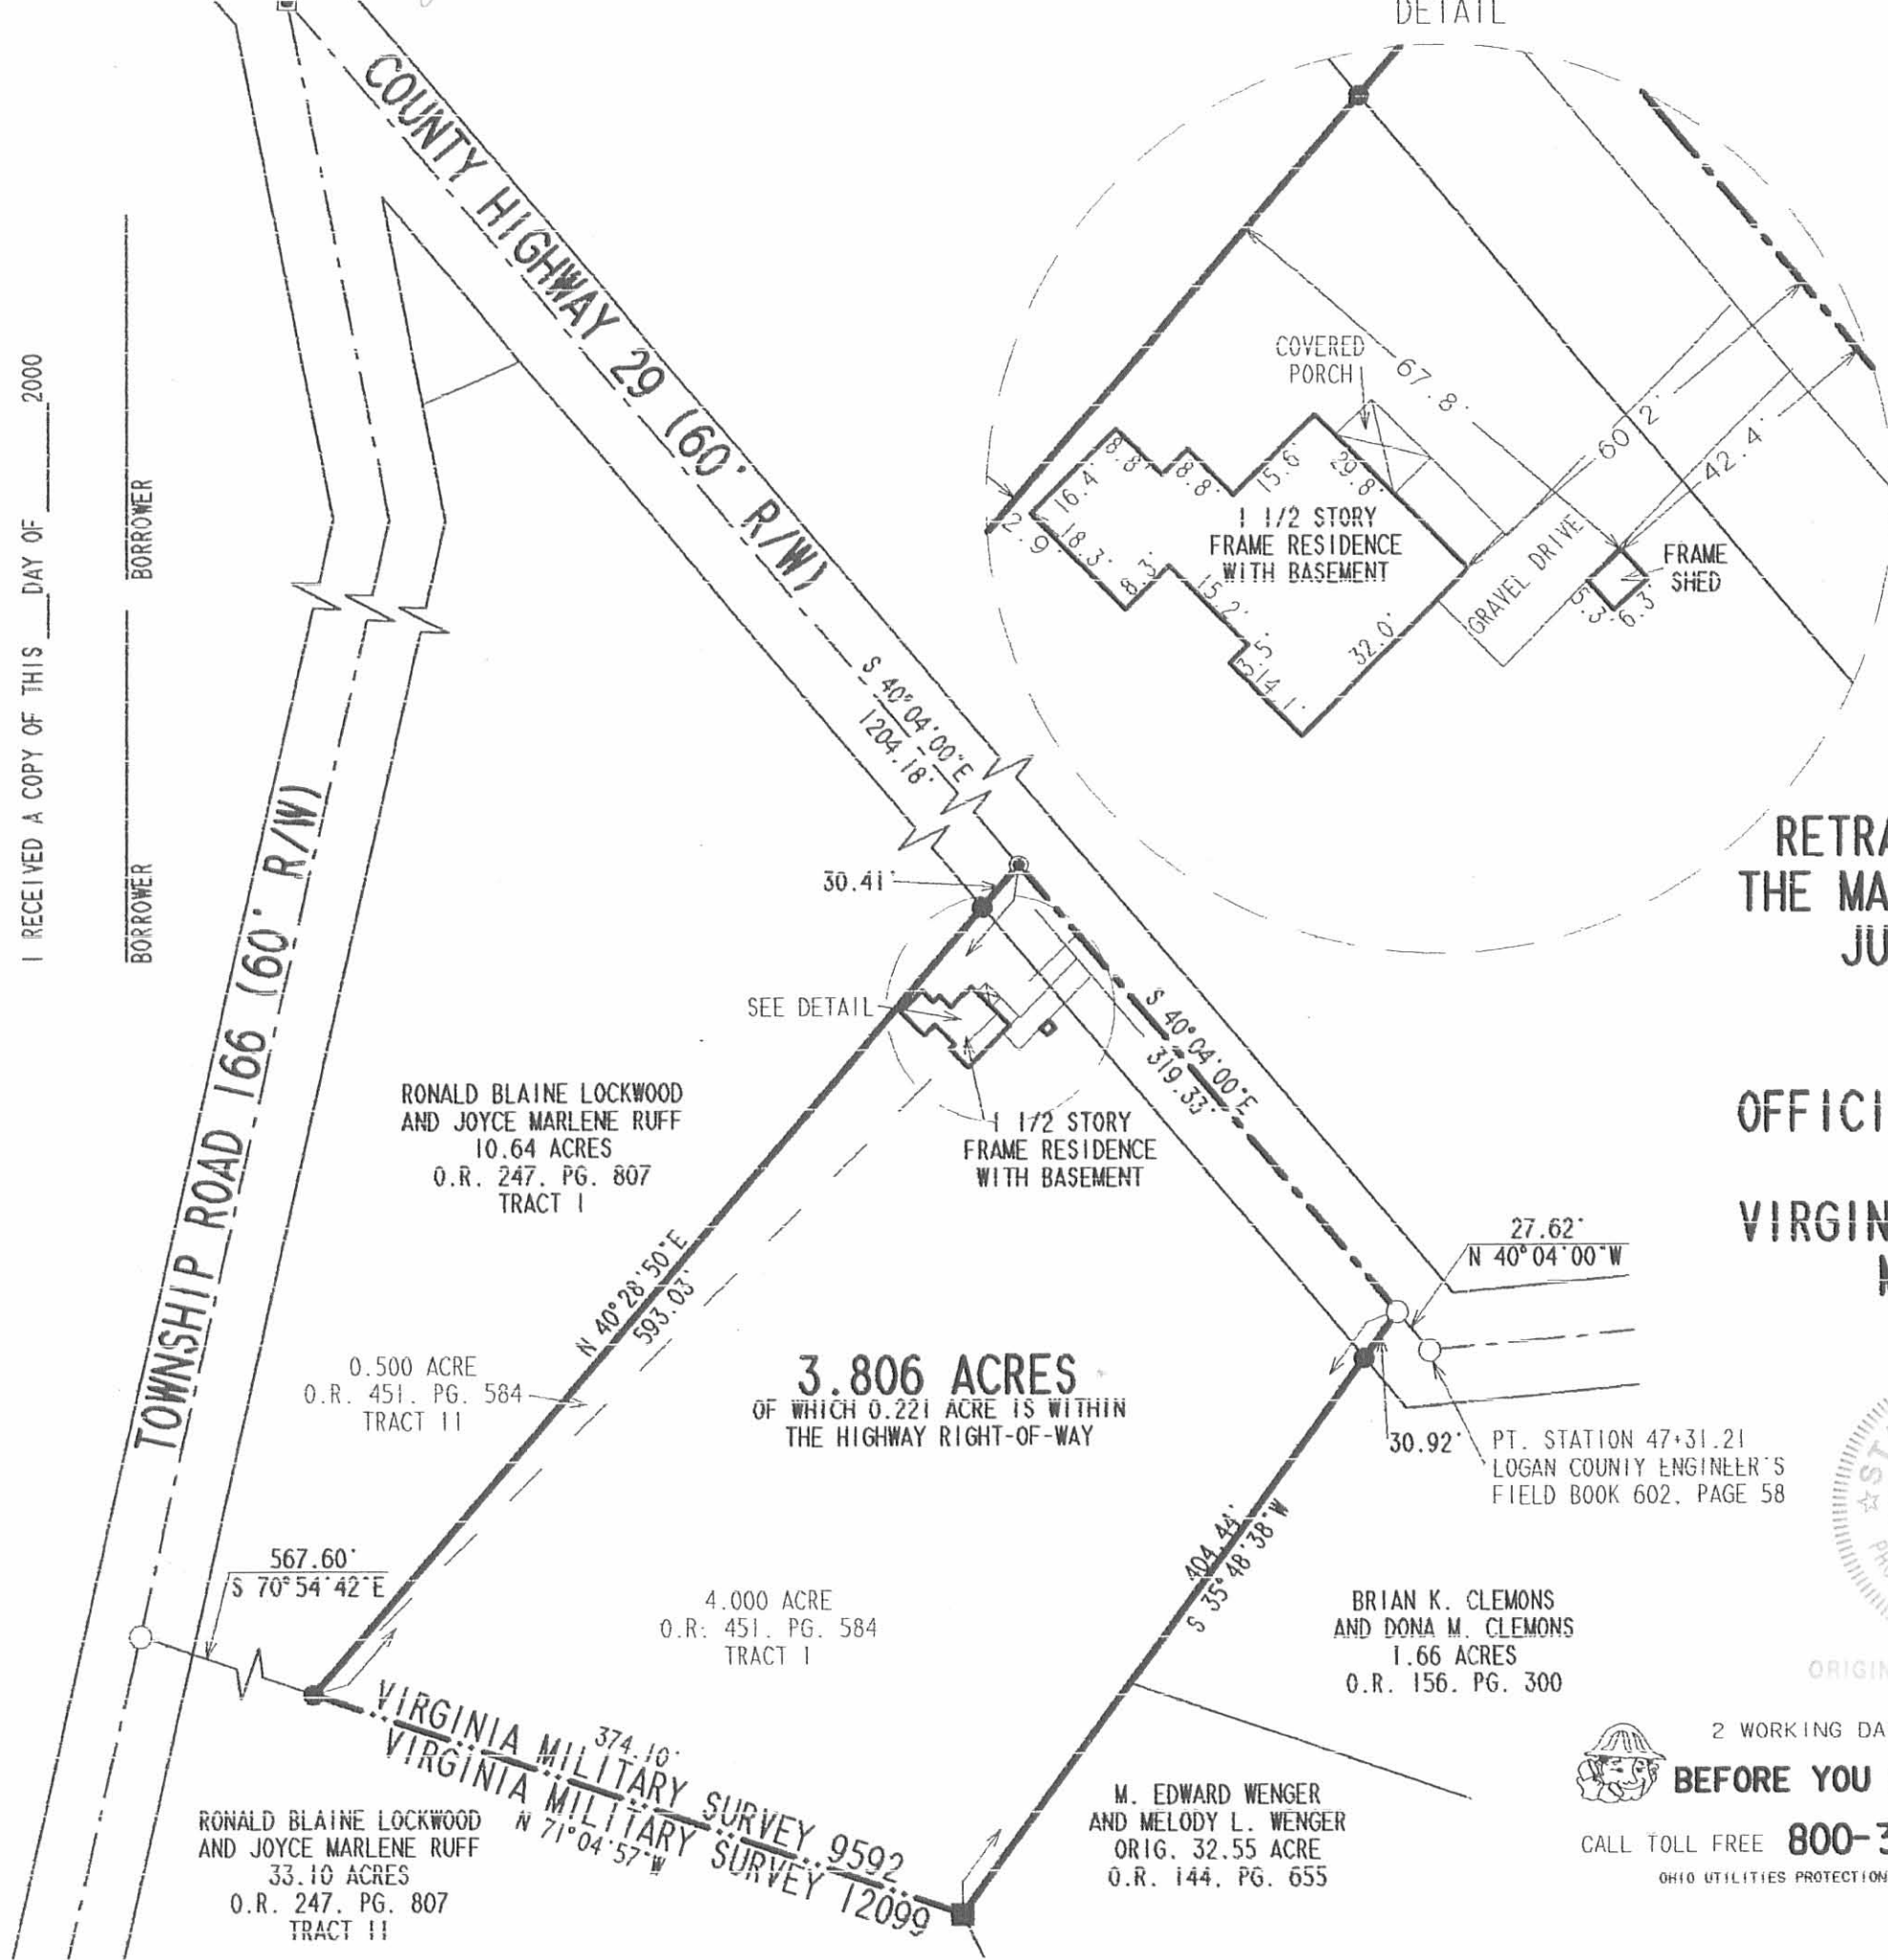 DETAIL
COUNTY HIGHWAY 29 (60' R/W)
I RECEIVED A COPY OF THIS ___ DAY OF ________ 2000
BORROWER
BORROWER
TOWNSHIP ROAD 166 (60' R/W)
COVERED
PORCH
67.8'
60.2'
42.4'
2.9'
16.4'
8.8'
8.8'
15.6'
29.8'
18.3'
8.3'
15.2'
3.5'
14.1'
32.0'
1 1/2 STORY
FRAME RESIDENCE
WITH BASEMENT
GRAVEL DRIVE
FRAME
SHED
5.3'
6.3'
S 40°04'00"E
1204.18'
30.41'
SEE DETAIL
S 40°04'00"E
319.33'
1 1/2 STORY
FRAME RESIDENCE
WITH BASEMENT
RONALD BLAINE LOCKWOOD
AND JOYCE MARLENE RUFF
10.64 ACRES
O.R. 247, PG. 807
TRACT I
N 40°28'50"E
593.03'
27.62'
N 40°04'00"W
0.500 ACRE
O.R. 451, PG. 584
TRACT II
3.806 ACRES
OF WHICH 0.221 ACRE IS WITHIN
THE HIGHWAY RIGHT-OF-WAY
30.92'
PT. STATION 47+31.21
LOGAN COUNTY ENGINEER'S
FIELD BOOK 602, PAGE 58
404.44'
S 35°48'38"W
567.60'
S 70°54'42"E
4.000 ACRE
O.R. 451, PG. 584
TRACT I
BRIAN K. CLEMONS
AND DONA M. CLEMONS
1.66 ACRES
O.R. 156, PG. 300
VIRGINIA MILITARY SURVEY 9592
374.10'
VIRGINIA MILITARY SURVEY 12099
N 71°04'57"W
RONALD BLAINE LOCKWOOD
AND JOYCE MARLENE RUFF
33.10 ACRES
O.R. 247, PG. 807
TRACT II
M. EDWARD WENGER
AND MELODY L. WENGER
ORIG. 32.55 ACRE
O.R. 144, PG. 655
RETRA
THE MA
JU
OFFICI
VIRGIN
ORIGIN
2 WORKING DA
BEFORE YOU
CALL TOLL FREE 800-3
OHIO UTILITIES PROTECTION